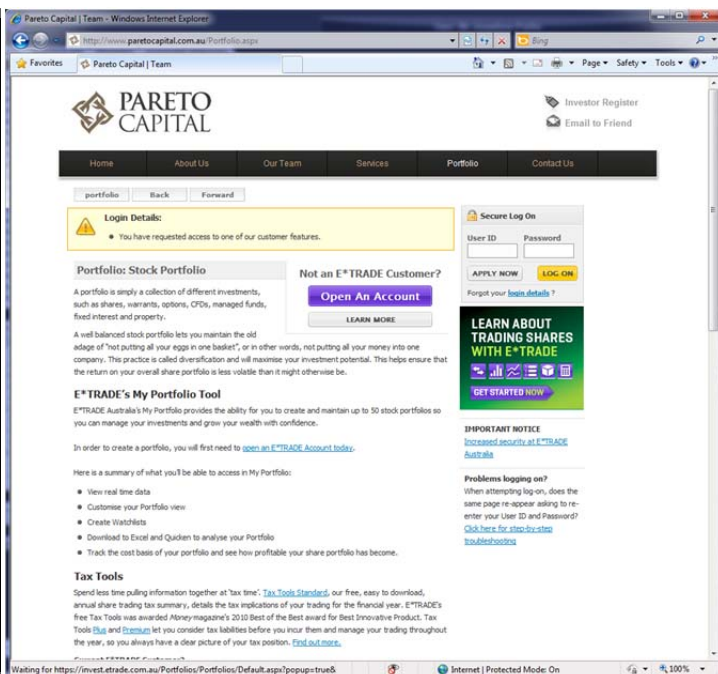 Pareto Capital | Team - Windows Internet Explorer
http://www.paretocapital.com.au/Portfolio.aspx
Bing
Favorites
Pareto Capital | Team
Page
Safety
Tools
PARETO
CAPITAL
Investor Register
Email to Friend
Home
About Us
Our Team
Services
Portfolio
Contact Us
portfolio
Back
Forward
Login Details:
You have requested access to one of our customer features.
Portfolio: Stock Portfolio
A portfolio is simply a collection of different investments,
such as shares, warrants, options, CFDs, managed funds,
fixed interest and property.
Not an E*TRADE Customer?
Open An Account
LEARN MORE
A well balanced stock portfolio lets you maintain the old
adage of "not putting all your eggs in one basket", or in other words, not putting all your money into one
company. This practice is called diversification and will maximise your investment potential. This helps ensure that
the return on your overall share portfolio is less volatile than it might otherwise be.
E*TRADE's My Portfolio Tool
E*TRADE Australia's My Portfolio provides the ability for you to create and maintain up to 50 stock portfolios so
you can manage your investments and grow your wealth with confidence.
In order to create a portfolio, you will first need to open an E*TRADE Account today.
Here is a summary of what you'll be able to access in My Portfolio:
View real time data
Customise your Portfolio view
Create Watchlists
Download to Excel and Quicken to analyse your Portfolio
Track the cost basis of your portfolio and see how profitable your share portfolio has become.
Tax Tools
Spend less time pulling information together at 'tax time'. Tax Tools Standard, our free, easy to download,
annual share trading tax summary, details the tax implications of your trading for the financial year. E*TRADE's
free Tax Tools was awarded Money magazine's 2010 Best of the Best award for Best Innovative Product. Tax
Tools Plus and Premium let you consider tax liabilities before you incur them and manage your trading throughout
the year, so you always have a clear picture of your tax position. Find out more.
Secure Log On
User ID
Password
APPLY NOW
LOG ON
Forgot your login details ?
LEARN ABOUT
TRADING SHARES
WITH E*TRADE
GET STARTED NOW
IMPORTANT NOTICE
Increased security at E*TRADE
Australia
Problems logging on?
When attempting log-on, does the
same page re-appear asking to re-
enter your User ID and Password?
Click here for step-by-step
troubleshooting
Waiting for https://invest.etrade.com.au/Portfolios/Portfolios/Default.aspx?popup=true&
Internet | Protected Mode: On
100%